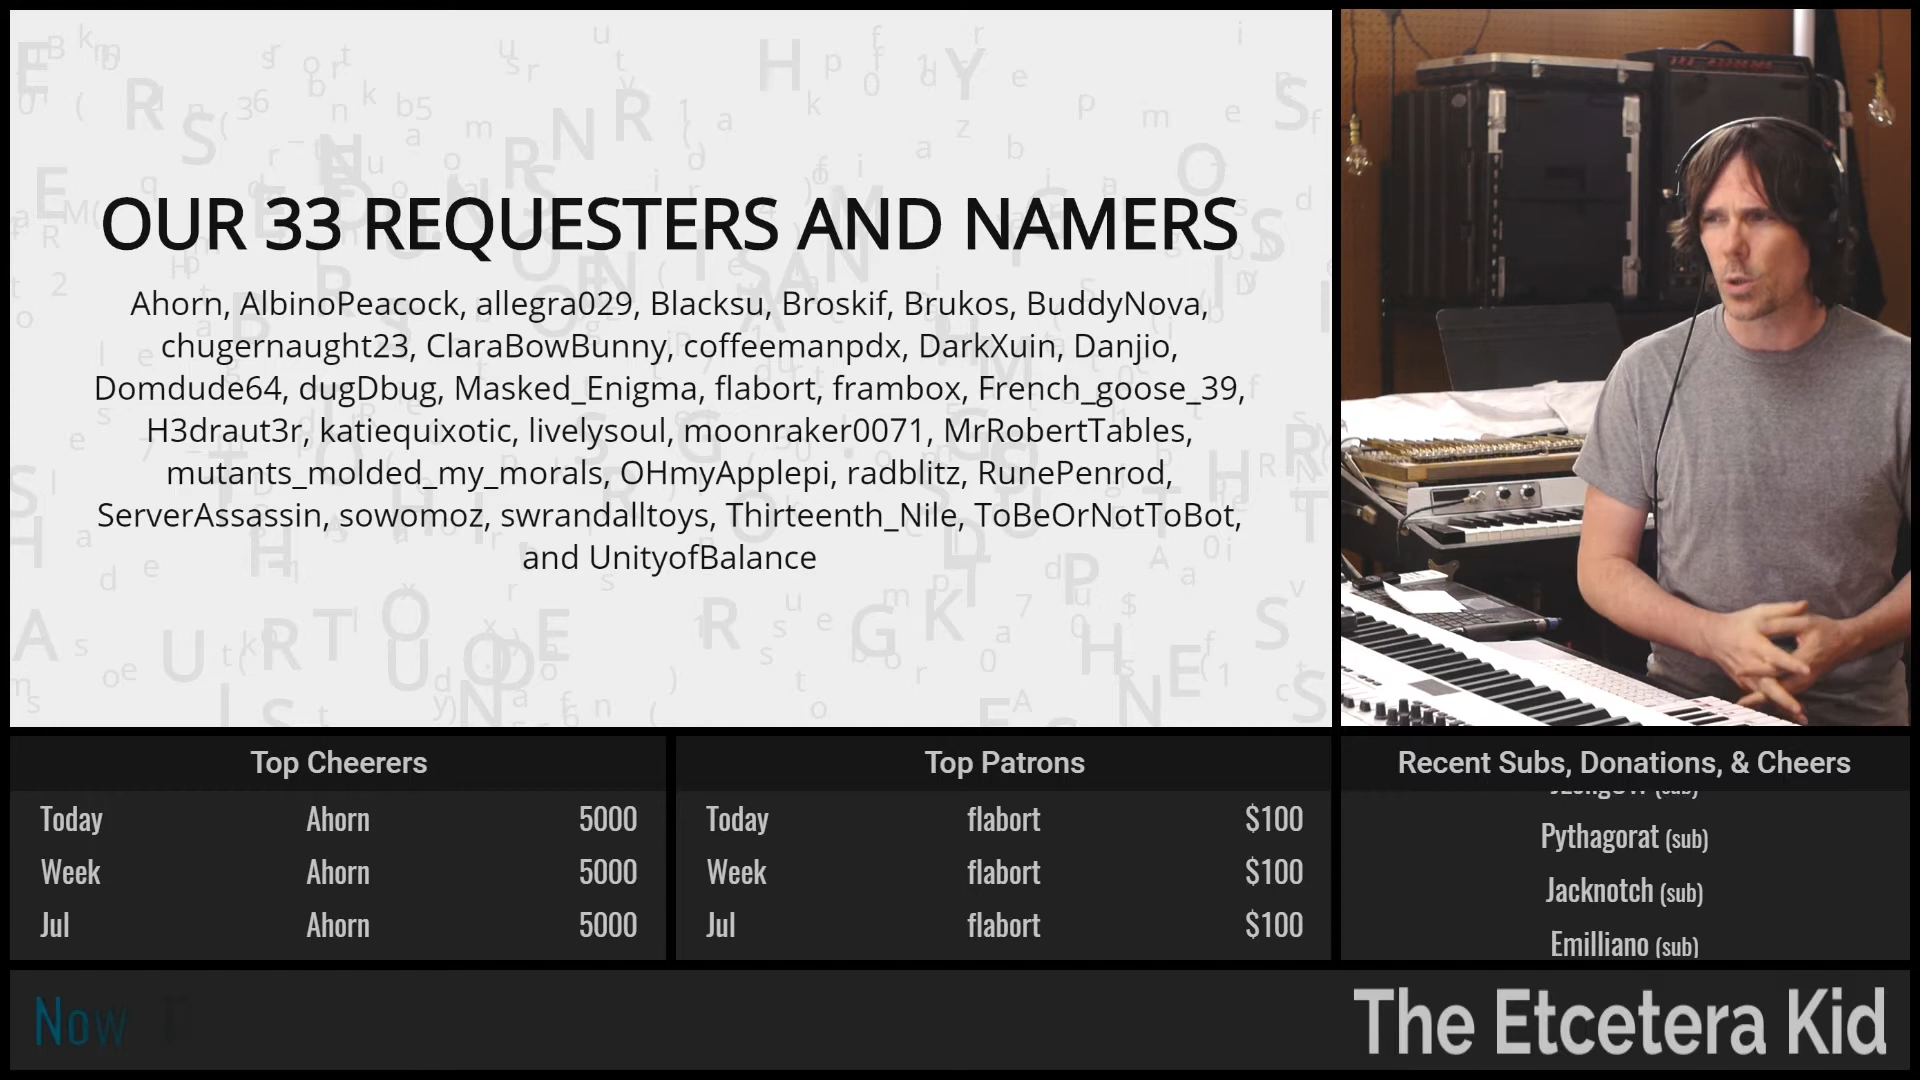 OUR 33 REQUESTERS AND NAMERS
Ahorn, AlbinoPeacock, allegra029, Blacksu, Broskif, Brukos, BuddyNova,
chugernaught23, ClaraBowBunny, coffeemanpdx, DarkXuin, Danjio,
Domdude64, dugDbug, Masked_Enigma, flabort, frambox, French_goose_39,
H3draut3r, katiequixotic, livelysoul, moonraker0071, MrRobertTables,
mutants_molded_my_morals, OHmyApplepi, radblitz, RunePenrod,
ServerAssassin, sowomoz, swrandalltoys, Thirteenth_Nile, ToBeOrNotToBot,
and UnityofBalance
Top Cheerers
Today Ahorn 5000
Week Ahorn 5000
Jul Ahorn 5000
Top Patrons
Today flabort $100
Week flabort $100
Jul flabort $100
Recent Subs, Donations, & Cheers
Pythagorat (sub)
Jacknotch (sub)
Emilliano (sub)
Now
The Etcetera Kid